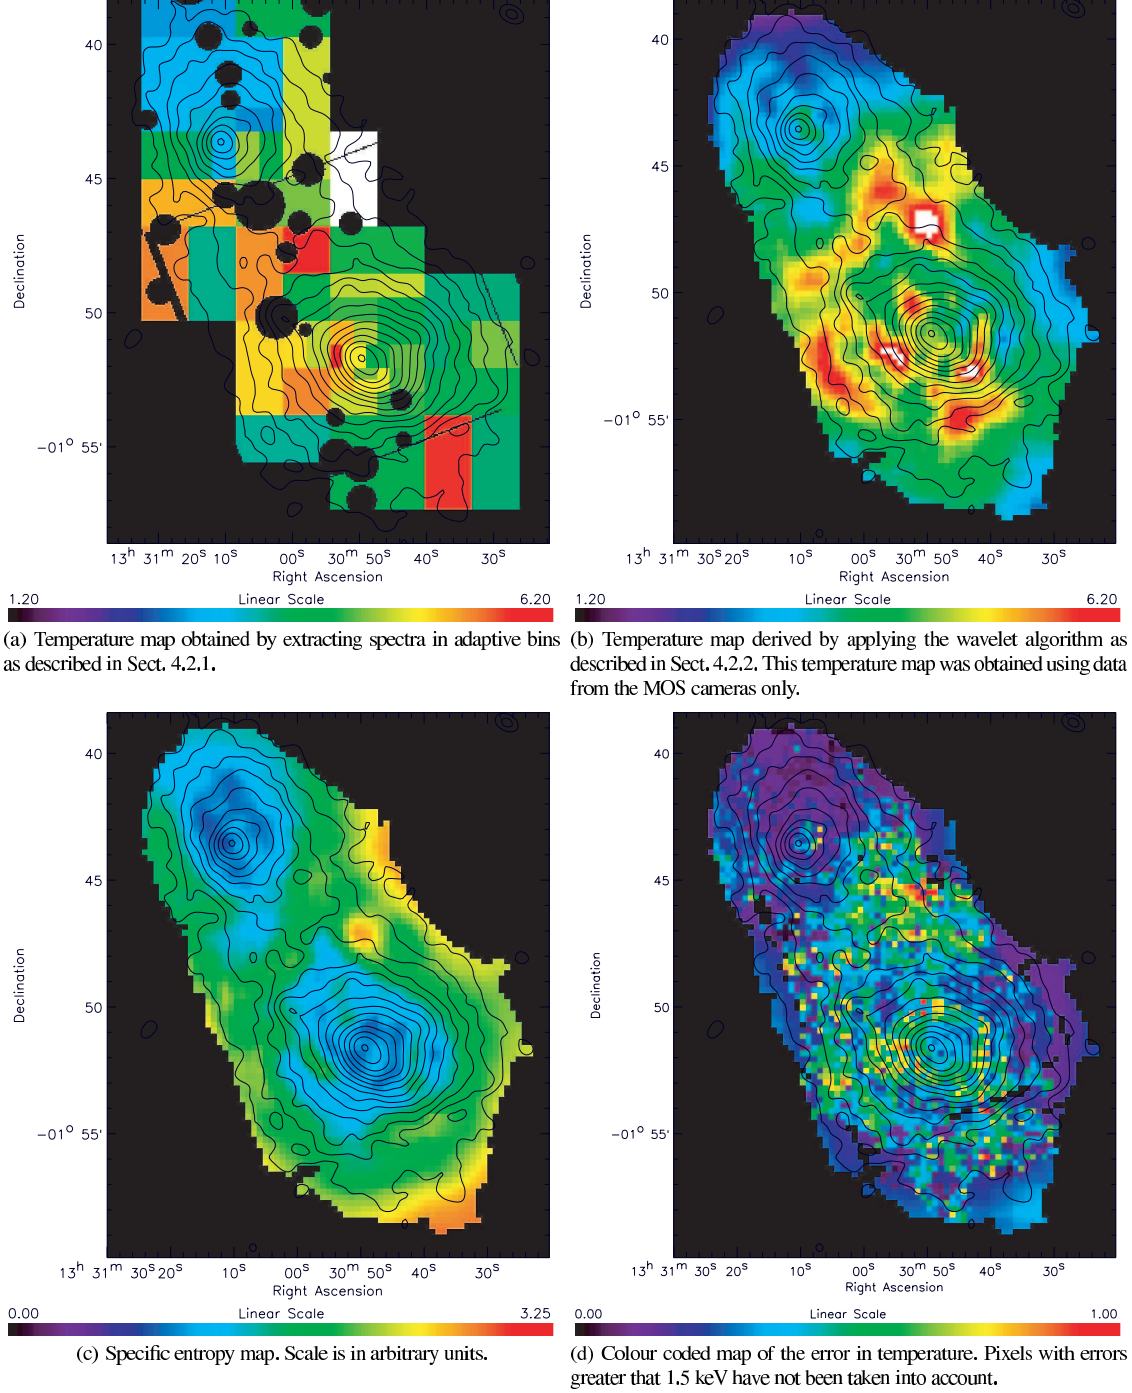 40
45
50
−01° 55'
Declination
13h 31m 20s 10s 00s 30m 50s 40s 30s
Right Ascension
1.20 Linear Scale 6.20
(a) Temperature map obtained by extracting spectra in adaptive bins
as described in Sect. 4.2.1.
40
45
50
−01° 55'
Declination
13h 31m 30s 20s 10s 00s 30m 50s 40s 30s
Right Ascension
1.20 Linear Scale 6.20
(b) Temperature map derived by applying the wavelet algorithm as
described in Sect. 4.2.2. This temperature map was obtained using data
from the MOS cameras only.
40
45
50
−01° 55'
Declination
13h 31m 30s 20s 10s 00s 30m 50s 40s 30s
Right Ascension
0.00 Linear Scale 3.25
(c) Specific entropy map. Scale is in arbitrary units.
40
45
50
−01° 55'
Declination
13h 31m 30s 20s 10s 00s 30m 50s 40s 30s
Right Ascension
0.00 Linear Scale 1.00
(d) Colour coded map of the error in temperature. Pixels with errors
greater that 1.5 keV have not been taken into account.